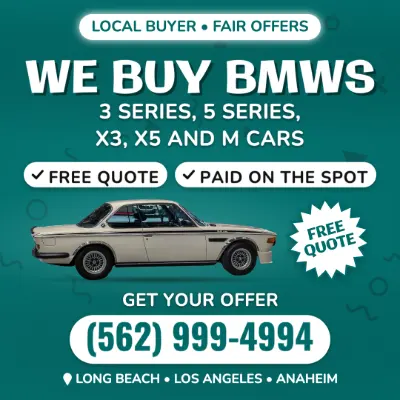 LOCAL BUYER • FAIR OFFERS
WE BUY BMWS
3 SERIES, 5 SERIES,
X3, X5 AND M CARS
✓ FREE QUOTE ✓ PAID ON THE SPOT
FREE
QUOTE
GET YOUR OFFER
(562) 999-4994
LONG BEACH • LOS ANGELES • ANAHEIM